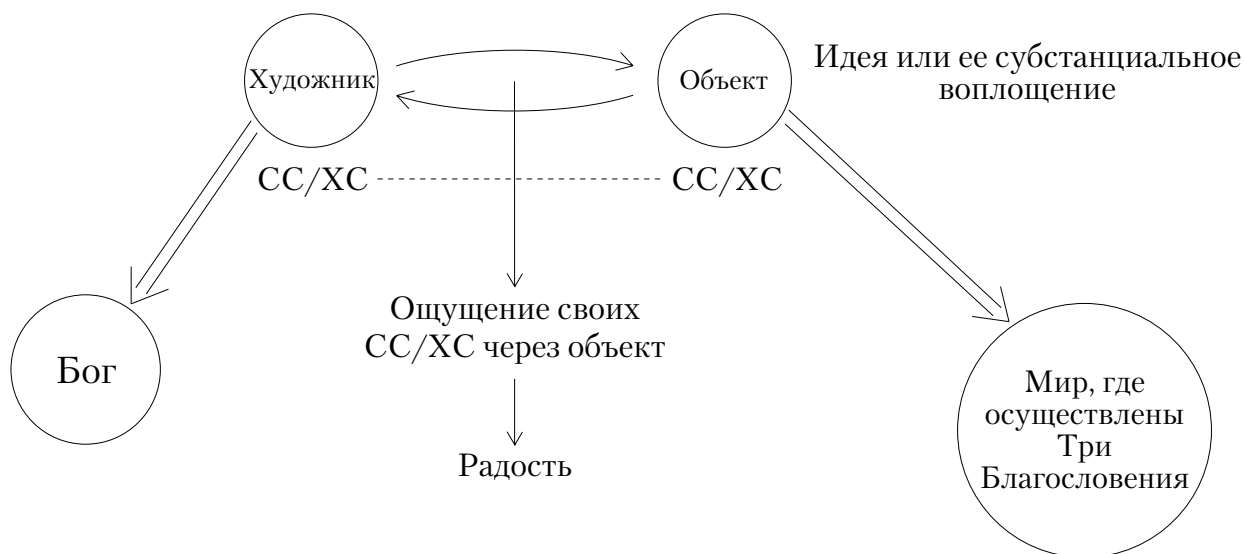 Художник
Объект
Идея или ее субстанциальное
воплощение
СС/ХС
СС/ХС
Ощущение своих
СС/ХС через объект
Радость
Бог
Мир, где
осуществлены
Три
Благословения